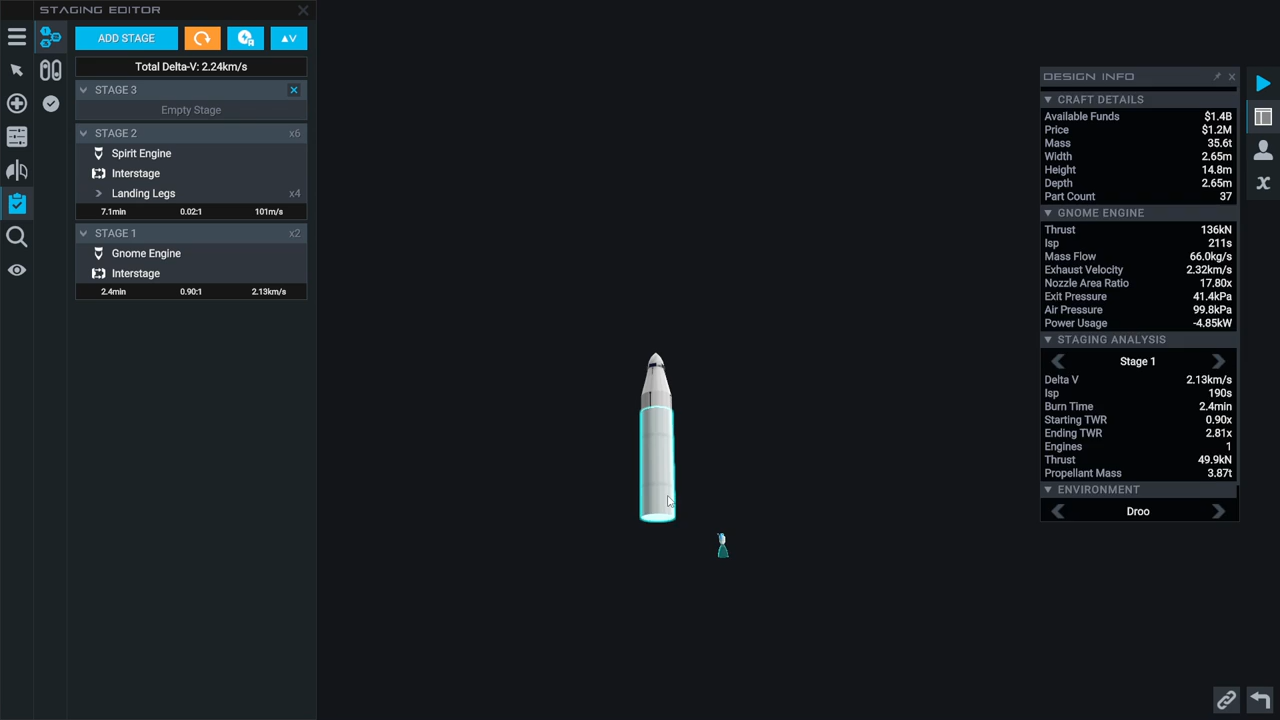 STAGING EDITOR
ADD STAGE
Total Delta-V: 2.24km/s
STAGE 3
Empty Stage
STAGE 2 x6
Spirit Engine
Interstage
Landing Legs x4
7.1min 0.02:1 101m/s
STAGE 1 x2
Gnome Engine
Interstage
2.4min 0.90:1 2.13km/s
DESIGN INFO
CRAFT DETAILS
Available Funds $1.4B
Price $1.2M
Mass 35.6t
Width 2.65m
Height 14.8m
Depth 2.65m
Part Count 37
GNOME ENGINE
Thrust 136kN
Isp 211s
Mass Flow 66.0kg/s
Exhaust Velocity 2.32km/s
Nozzle Area Ratio 17.80x
Exit Pressure 41.4kPa
Air Pressure 99.8kPa
Power Usage -4.85kW
STAGING ANALYSIS
Stage 1
Delta V 2.13km/s
Isp 190s
Burn Time 2.4min
Starting TWR 0.90x
Ending TWR 2.81x
Engines 1
Thrust 49.9kN
Propellant Mass 3.87t
ENVIRONMENT
Droo